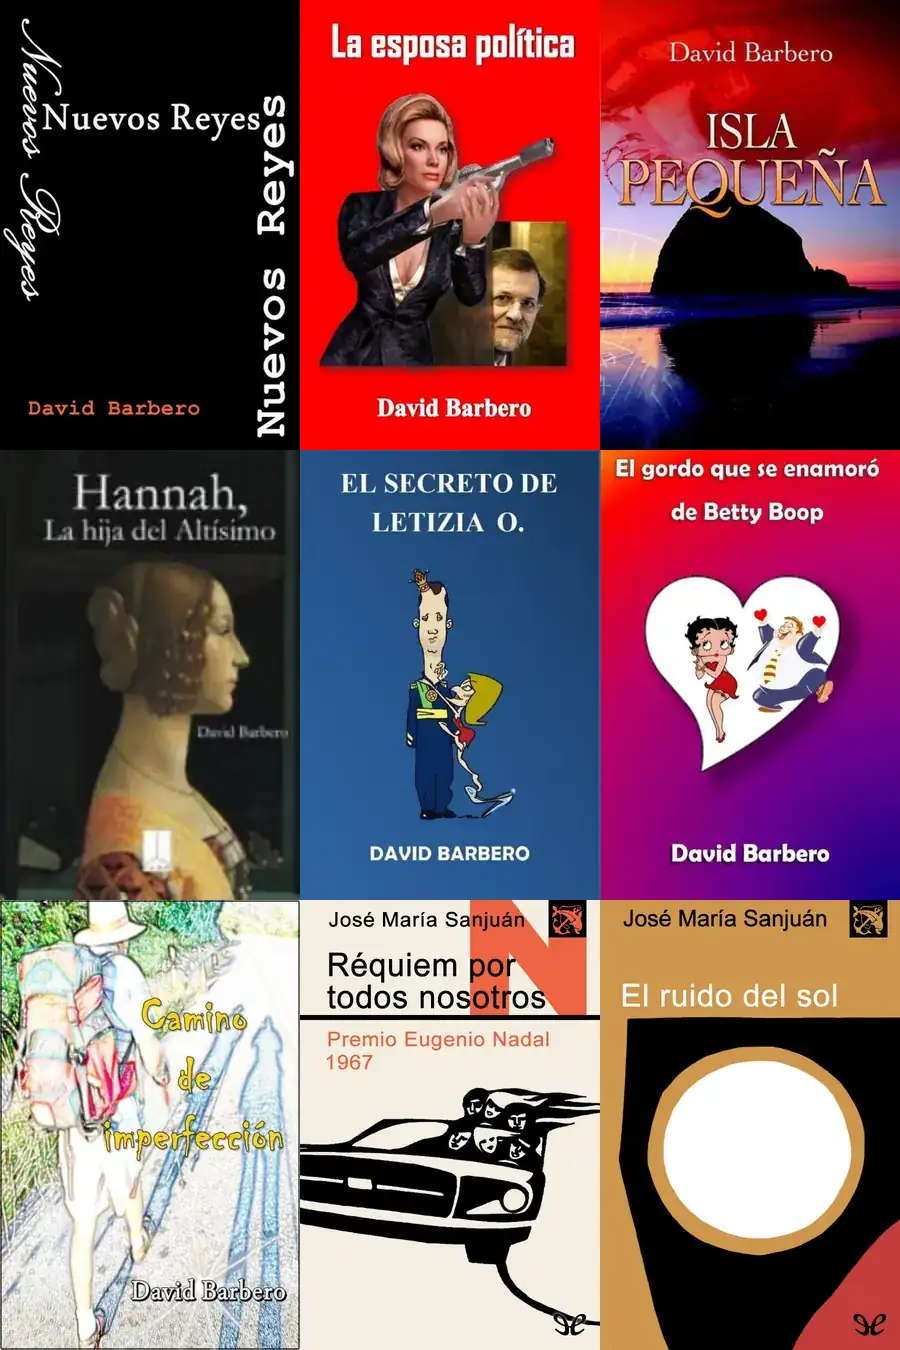 Nuevos Reyes
Nuevos Reyes
Nuevos Reyes
David Barbero
La esposa política
David Barbero
David Barbero
ISLA
PEQUEÑA
Hannah,
La hija del Altísimo
David Barbero
EL SECRETO DE
LETIZIA O.
DAVID BARBERO
El gordo que se enamoró
de Betty Boop
David Barbero
Camino
de
imperfección
David Barbero
José María Sanjuán
Réquiem por
todos nosotros
Premio Eugenio Nadal
1967
José María Sanjuán
El ruido del sol